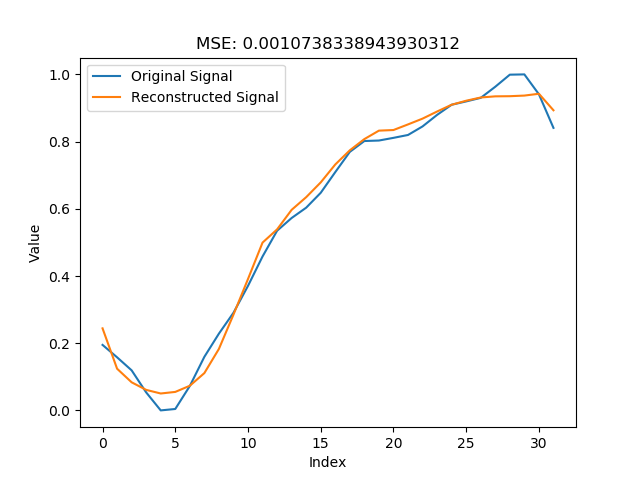 MSE: 0.0010738338943930312
Original Signal
Reconstructed Signal
1.0
0.8
0.6
0.4
0.2
0.0
Value
0 5 10 15 20 25 30
Index